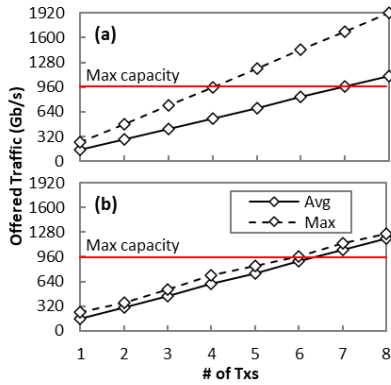 Offered Traffic (Gb/s)
1920
1600
1280
960
640
320
0
(a)
Max capacity
1920
1600
1280
960
640
320
0
(b)
Avg
Max
Max capacity
1 2 3 4 5 6 7 8
# of Txs